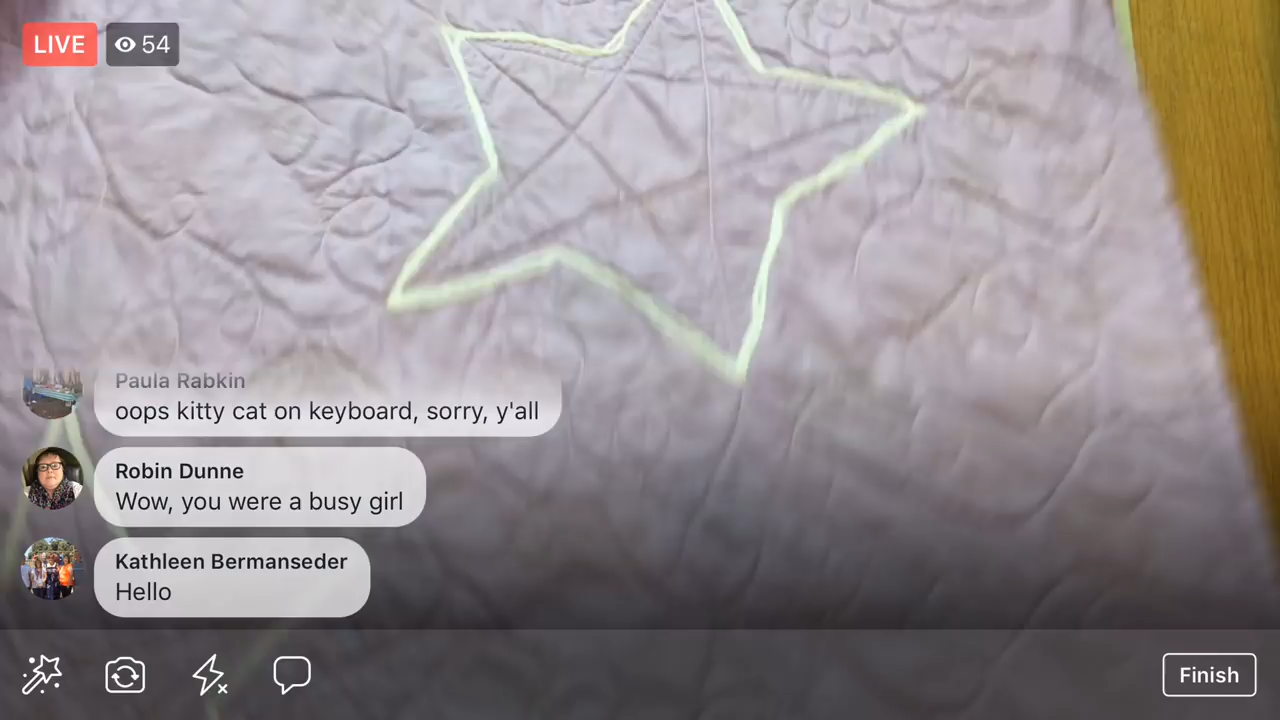 LIVE
54
Paula Rabkin
oops kitty cat on keyboard, sorry, y'all
Robin Dunne
Wow, you were a busy girl
Kathleen Bermanseder
Hello
Finish